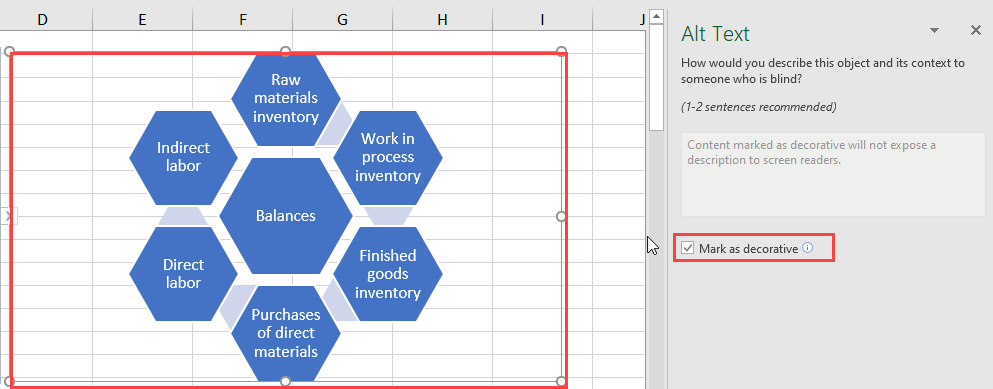 D E F G H I J
Raw
materials
inventory
Work in
process
inventory
Indirect
labor
Balances
Finished
goods
inventory
Direct
labor
Purchases
of direct
materials
Alt Text
How would you describe this object and its context to
someone who is blind?
(1-2 sentences recommended)
Content marked as decorative will not expose a
description to screen readers.
Mark as decorative